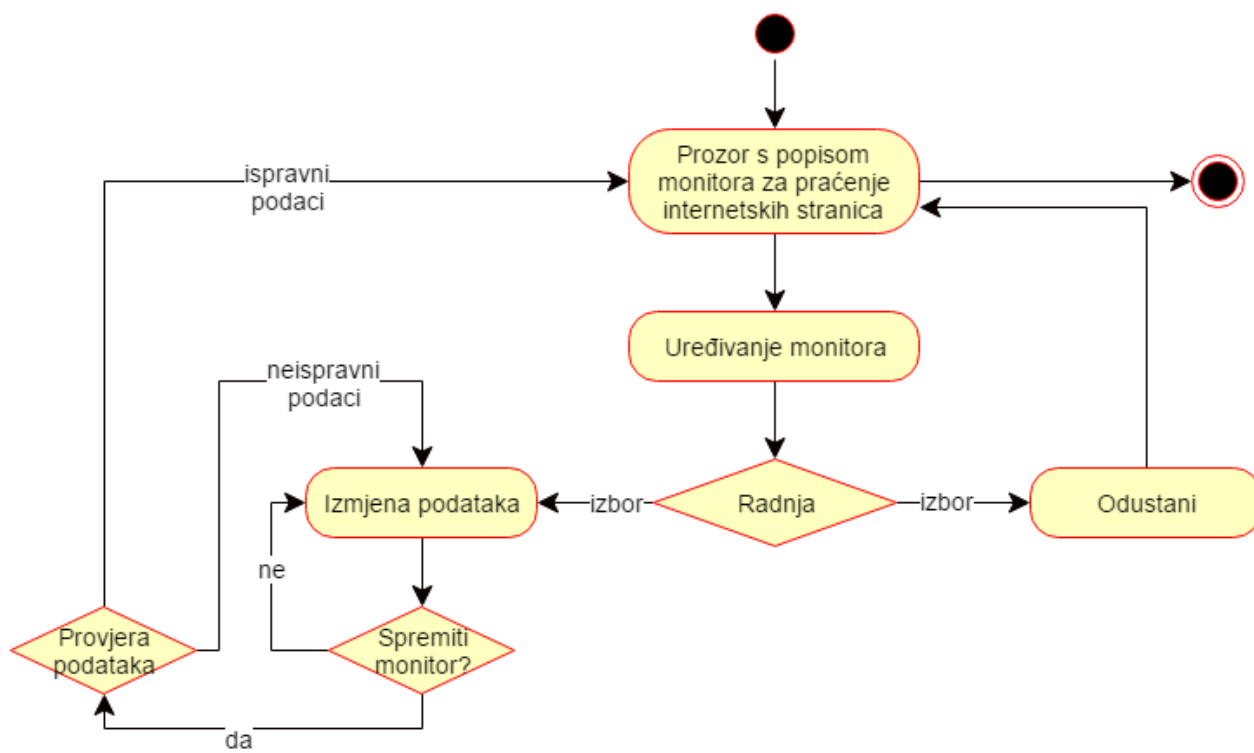 Prozor s popisom
monitora za praćenje
internetskih stranica
ispravni
podaci
Uređivanje monitora
neispravni
podaci
Izmjena podataka
izbor
Radnja
izbor
Odustani
ne
Provjera
podataka
Spremiti
monitor?
da